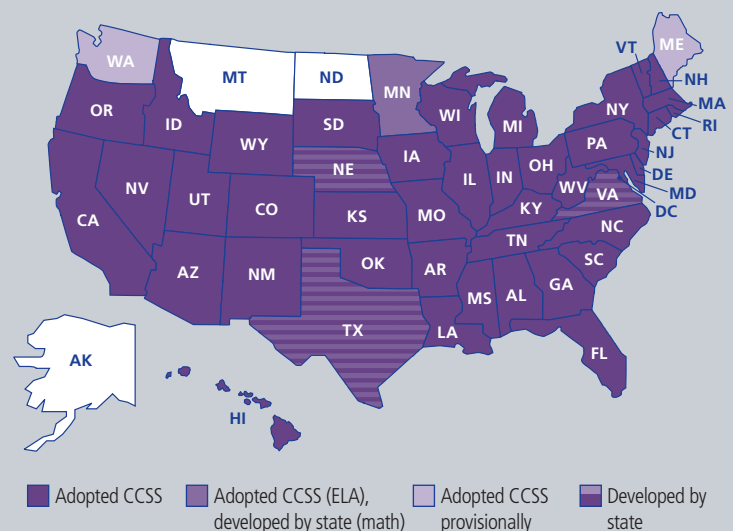 WA
MT
ND
MN
ME
VT
NH
MA
RI
CT
NY
OR
ID
SD
WI
MI
WY
IA
PA
NJ
NE
OH
DE
NV
UT
IL
IN
WV
VA
MD
DC
CA
CO
KS
MO
KY
NC
TN
AZ
NM
OK
AR
SC
MS
AL
GA
TX
LA
FL
AK
HI
Adopted CCSS
Adopted CCSS (ELA),
developed by state (math)
Adopted CCSS
provisionally
Developed by
state